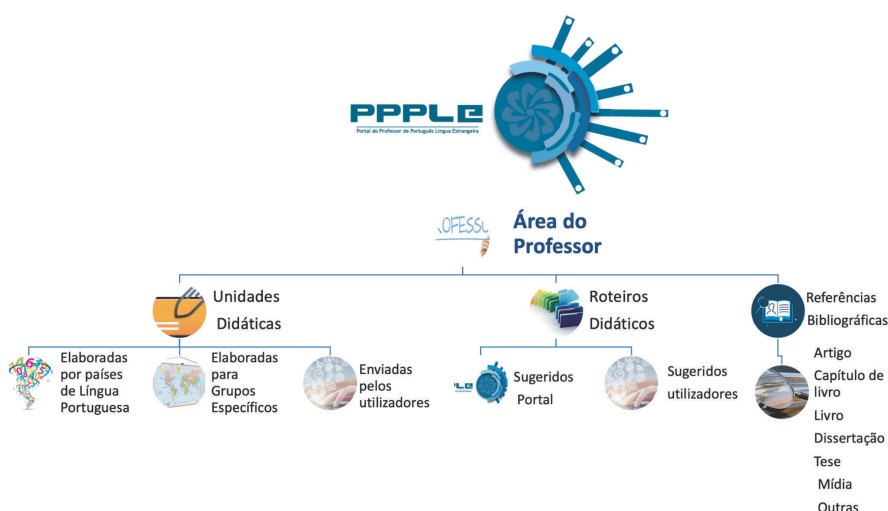 PPPLE
Portal do Professor de Português Língua Estrangeira
OFESSU
Área do
Professor
Unidades
Didáticas
Roteiros
Didáticos
Referências
Bibliográficas
Elaboradas
por países
de Língua
Portuguesa
Elaboradas
para
Grupos
Específicos
Enviadas
pelos
utilizadores
PLE
Sugeridos
Portal
Sugeridos
utilizadores
Artigo
Capítulo de
livro
Livro
Dissertação
Tese
Mídia
Outras